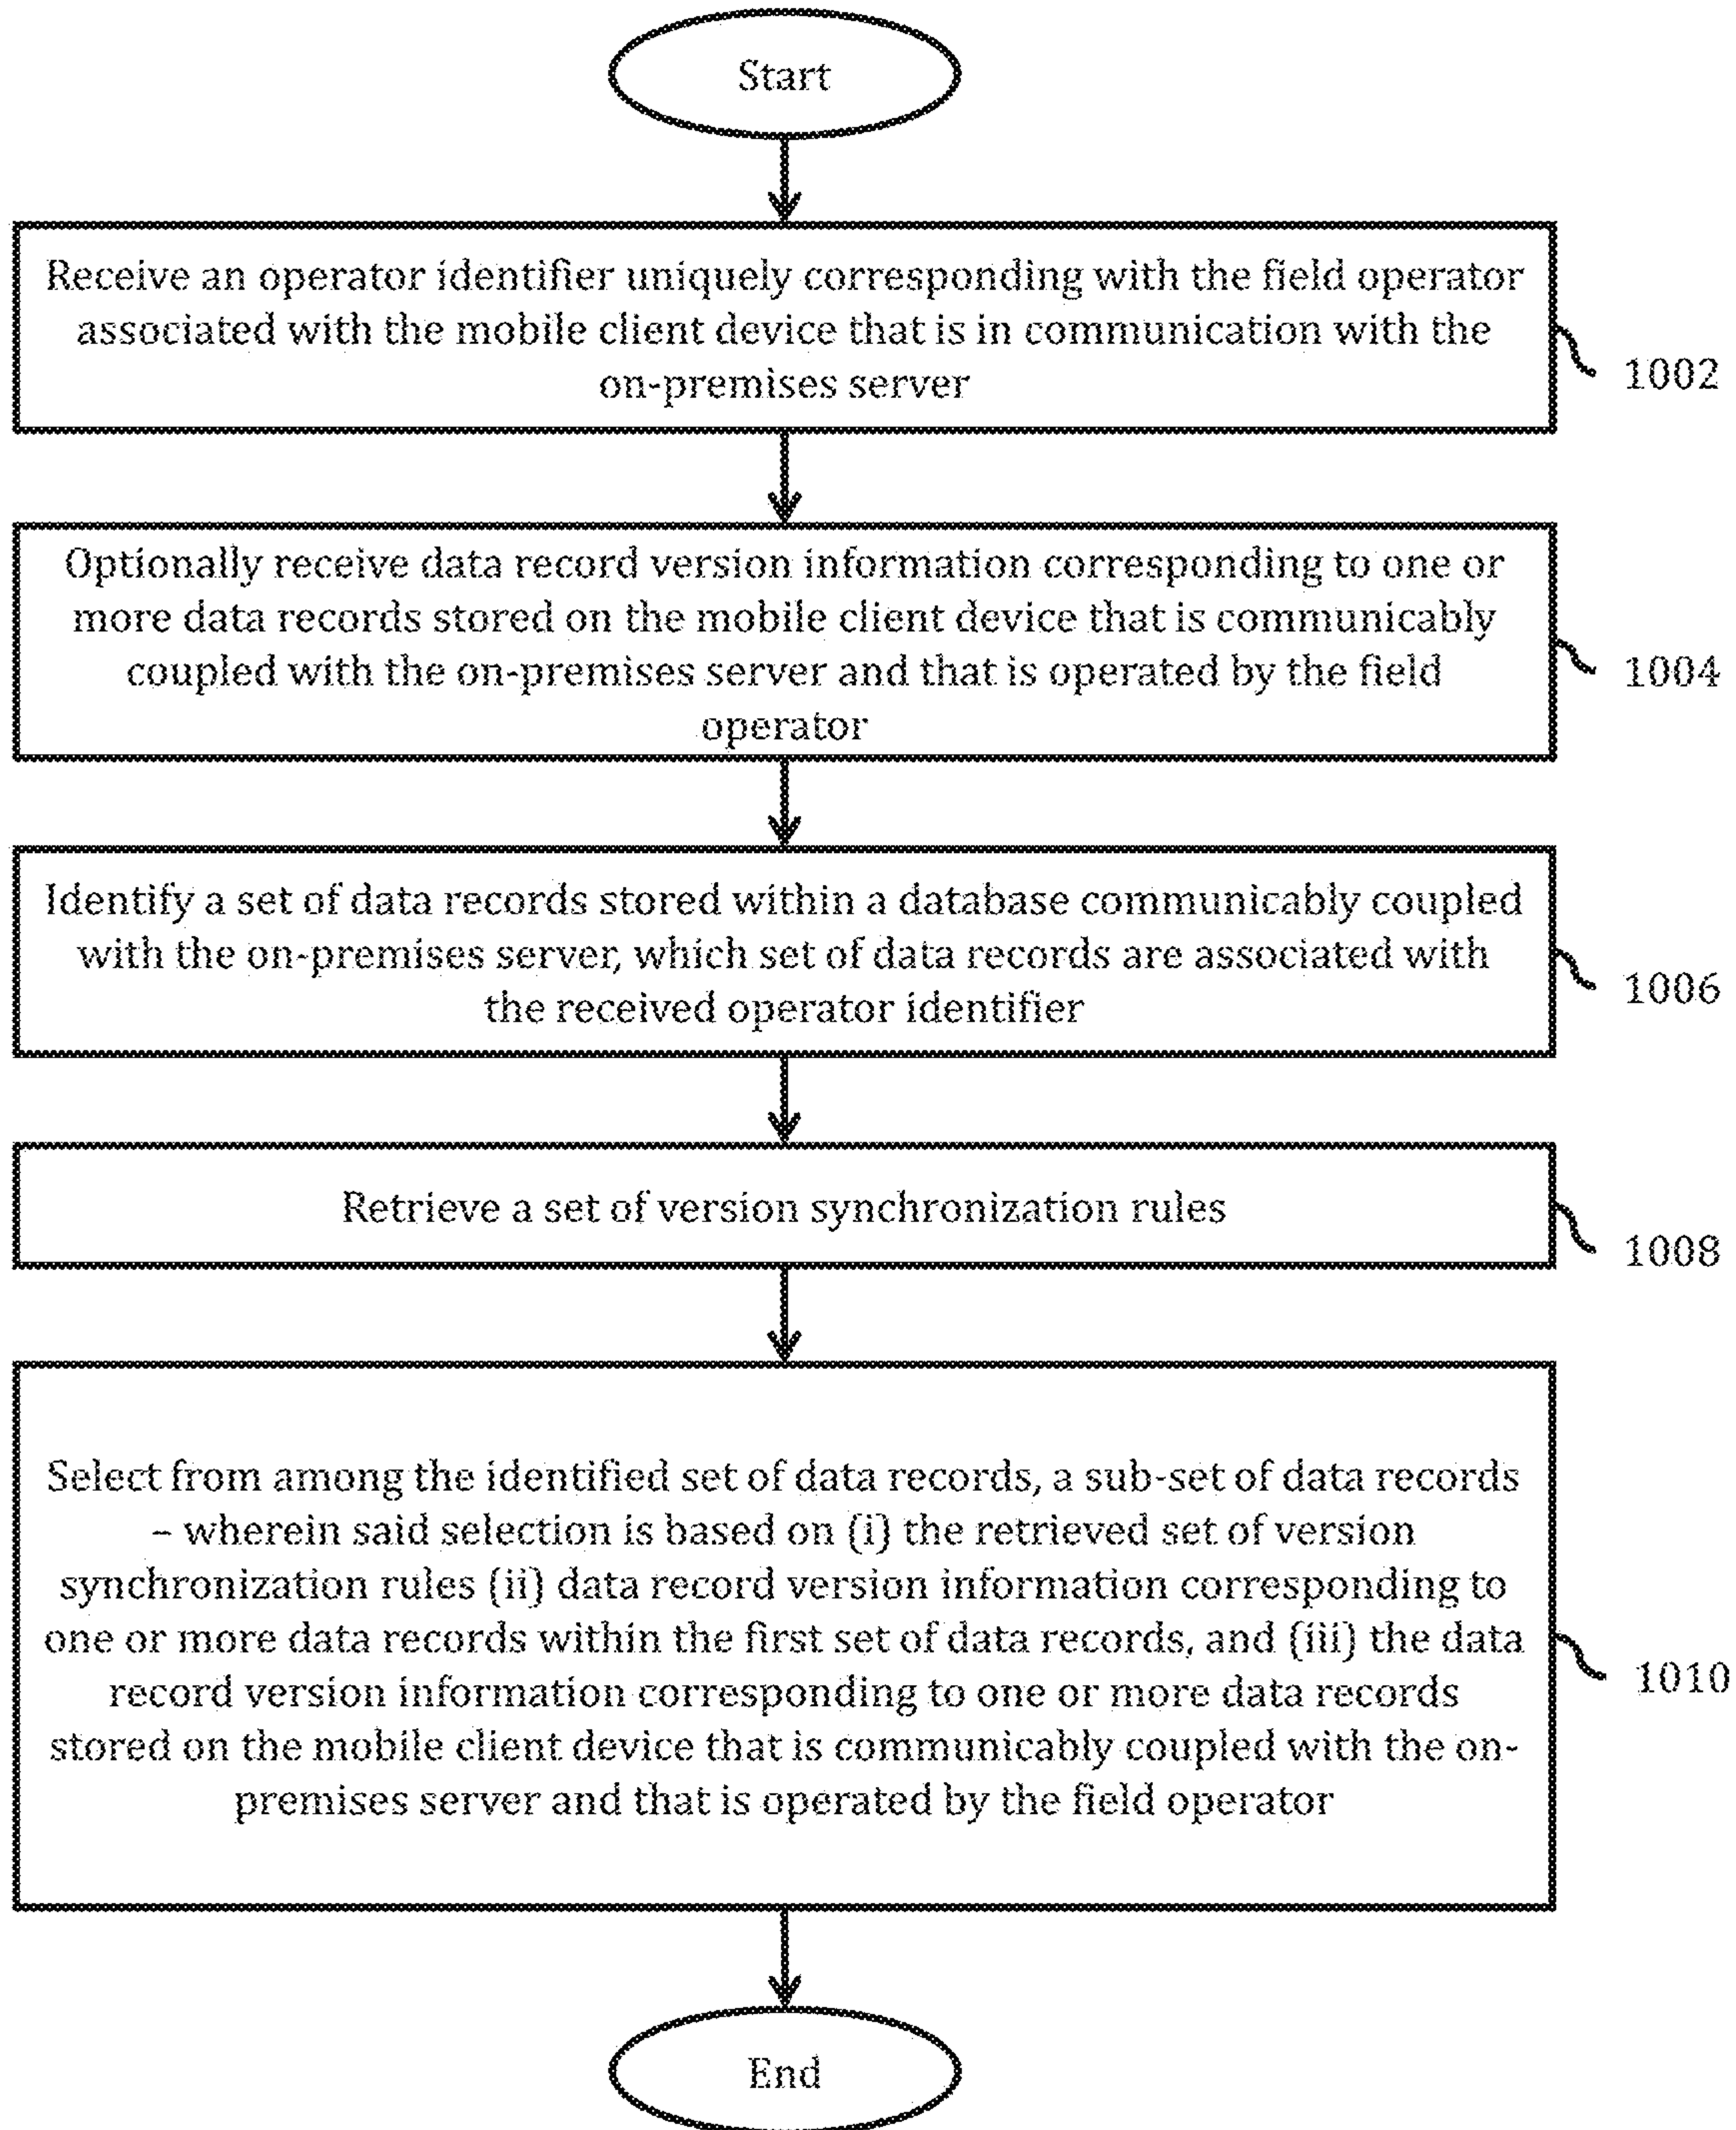 Start
Receive an operator identifier uniquely corresponding with the field operator
associated with the mobile client device that is in communication with the
on-premises server
1002
Optionally receive data record version information corresponding to one or
more data records stored on the mobile client device that is communicably
coupled with the on-premises server and that is operated by the field
operator
1004
Identify a set of data records stored within a database communicably coupled
with the on-premises server, which set of data records are associated with
the received operator identifier
1006
Retrieve a set of version synchronization rules
1008
Select from among the identified set of data records, a sub-set of data records
– wherein said selection is based on (i) the retrieved set of version
synchronization rules (ii) data record version information corresponding to
one or more data records within the first set of data records, and (iii) the data
record version information corresponding to one or more data records
stored on the mobile client device that is communicably coupled with the on-
premises server and that is operated by the field operator
1010
End